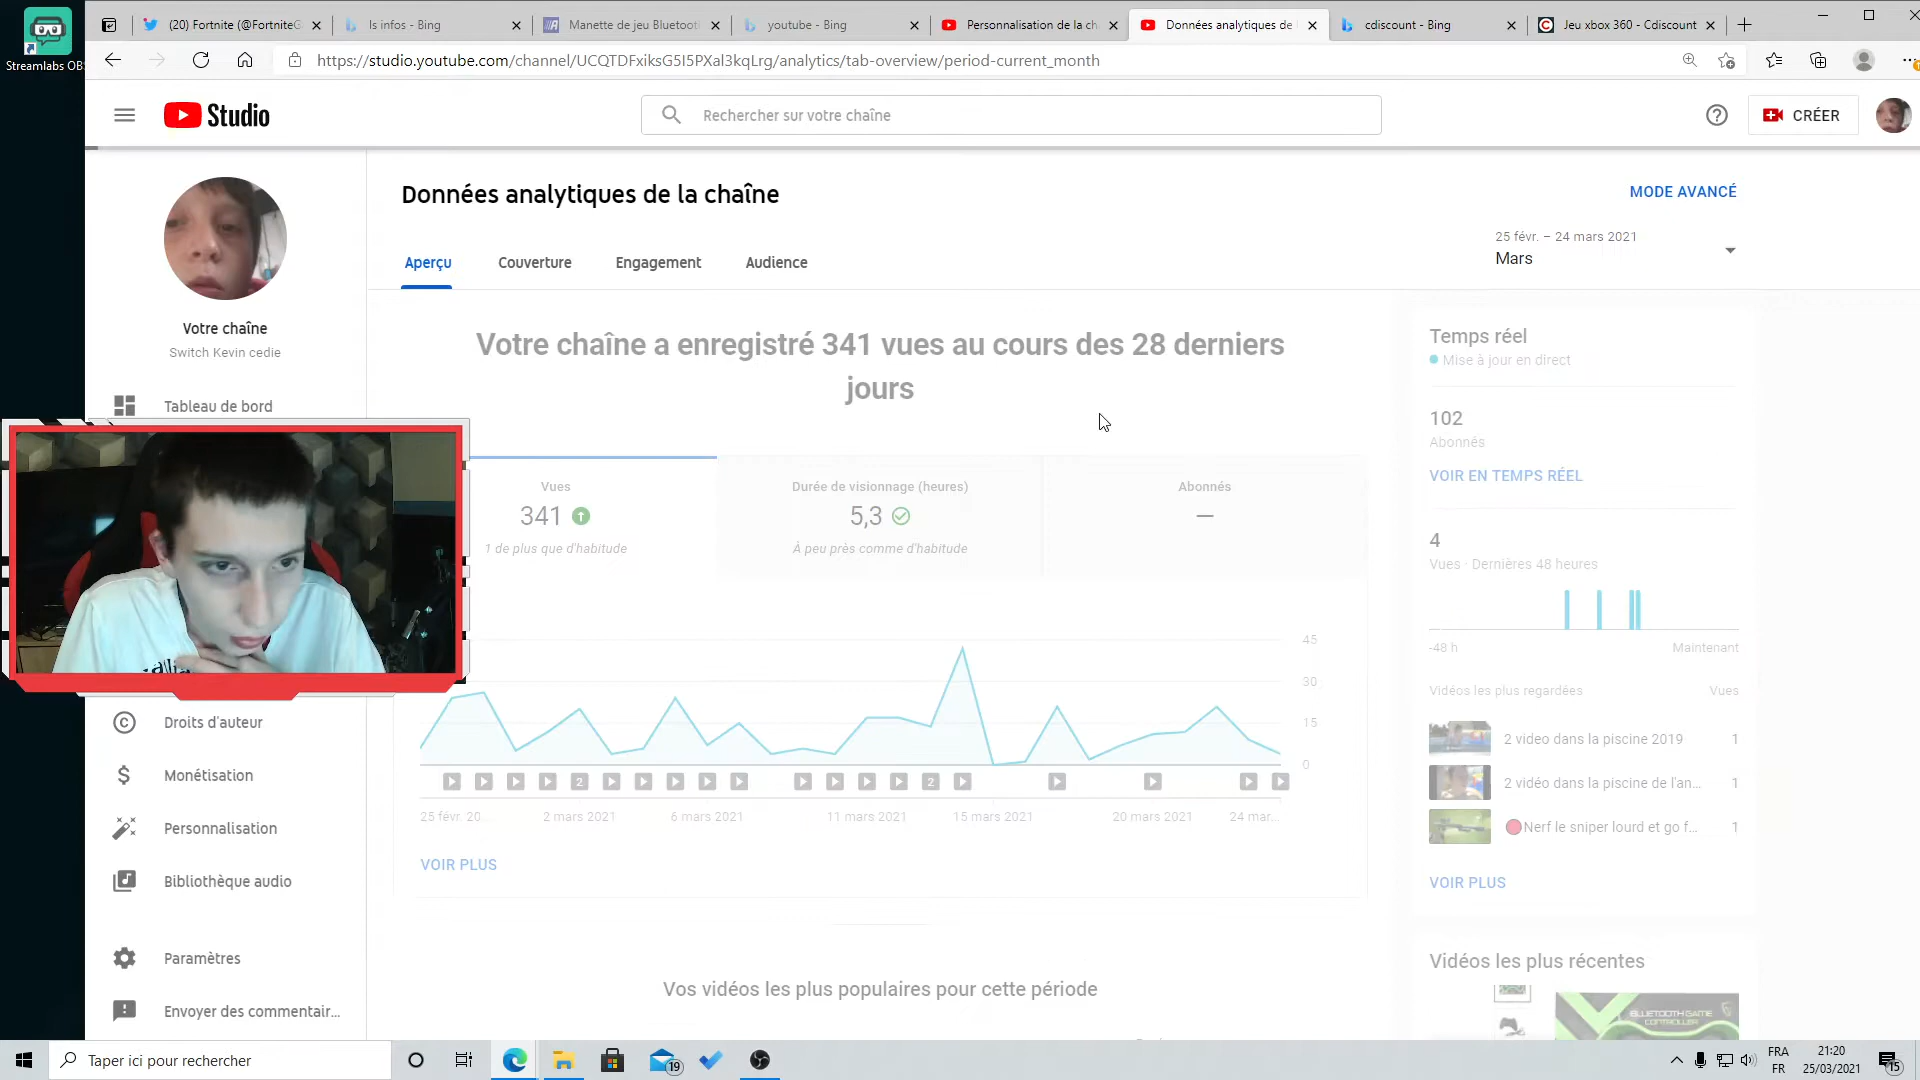 (20) Fortnite (@FortniteG
ls infos - Bing
Manette de jeu Bluetoot
youtube - Bing
Personnalisation de la ch
Données analytiques de
cdiscount - Bing
Jeu xbox 360 - Cdiscount
Streamlabs OBS
https://studio.youtube.com/channel/
/analytics/tab-overview/period-current_month
Studio
Rechercher sur votre chaîne
CRÉER
Données analytiques de la chaîne
MODE AVANCÉ
25 févr. – 24 mars 2021
Mars
Aperçu
Couverture
Engagement
Audience
Votre chaîne
Switch Kevin cedie
Tableau de bord
Droits d'auteur
Monétisation
Personnalisation
Bibliothèque audio
Paramètres
Envoyer des commentair...
Votre chaîne a enregistré 341 vues au cours des 28 derniers
jours
Vues
341
1 de plus que d'habitude
Durée de visionnage (heures)
5,3
À peu près comme d'habitude
Abonnés
—
45
30
15
0
2
2
25 févr. 20...
2 mars 2021
6 mars 2021
11 mars 2021
15 mars 2021
20 mars 2021
24 mar...
VOIR PLUS
Vos vidéos les plus populaires pour cette période
Temps réel
Mise à jour en direct
102
Abonnés
VOIR EN TEMPS RÉEL
4
Vues · Dernières 48 heures
-48 h
Maintenant
Vidéos les plus regardées
Vues
2 video dans la piscine 2019
1
2 vidéo dans la piscine de l'an...
1
Nerf le sniper lourd et go f...
1
VOIR PLUS
Vidéos les plus récentes
BLUETOOTH GAME
CONTROLLER
Taper ici pour rechercher
19
FRA
FR
21:20
25/03/2021
15